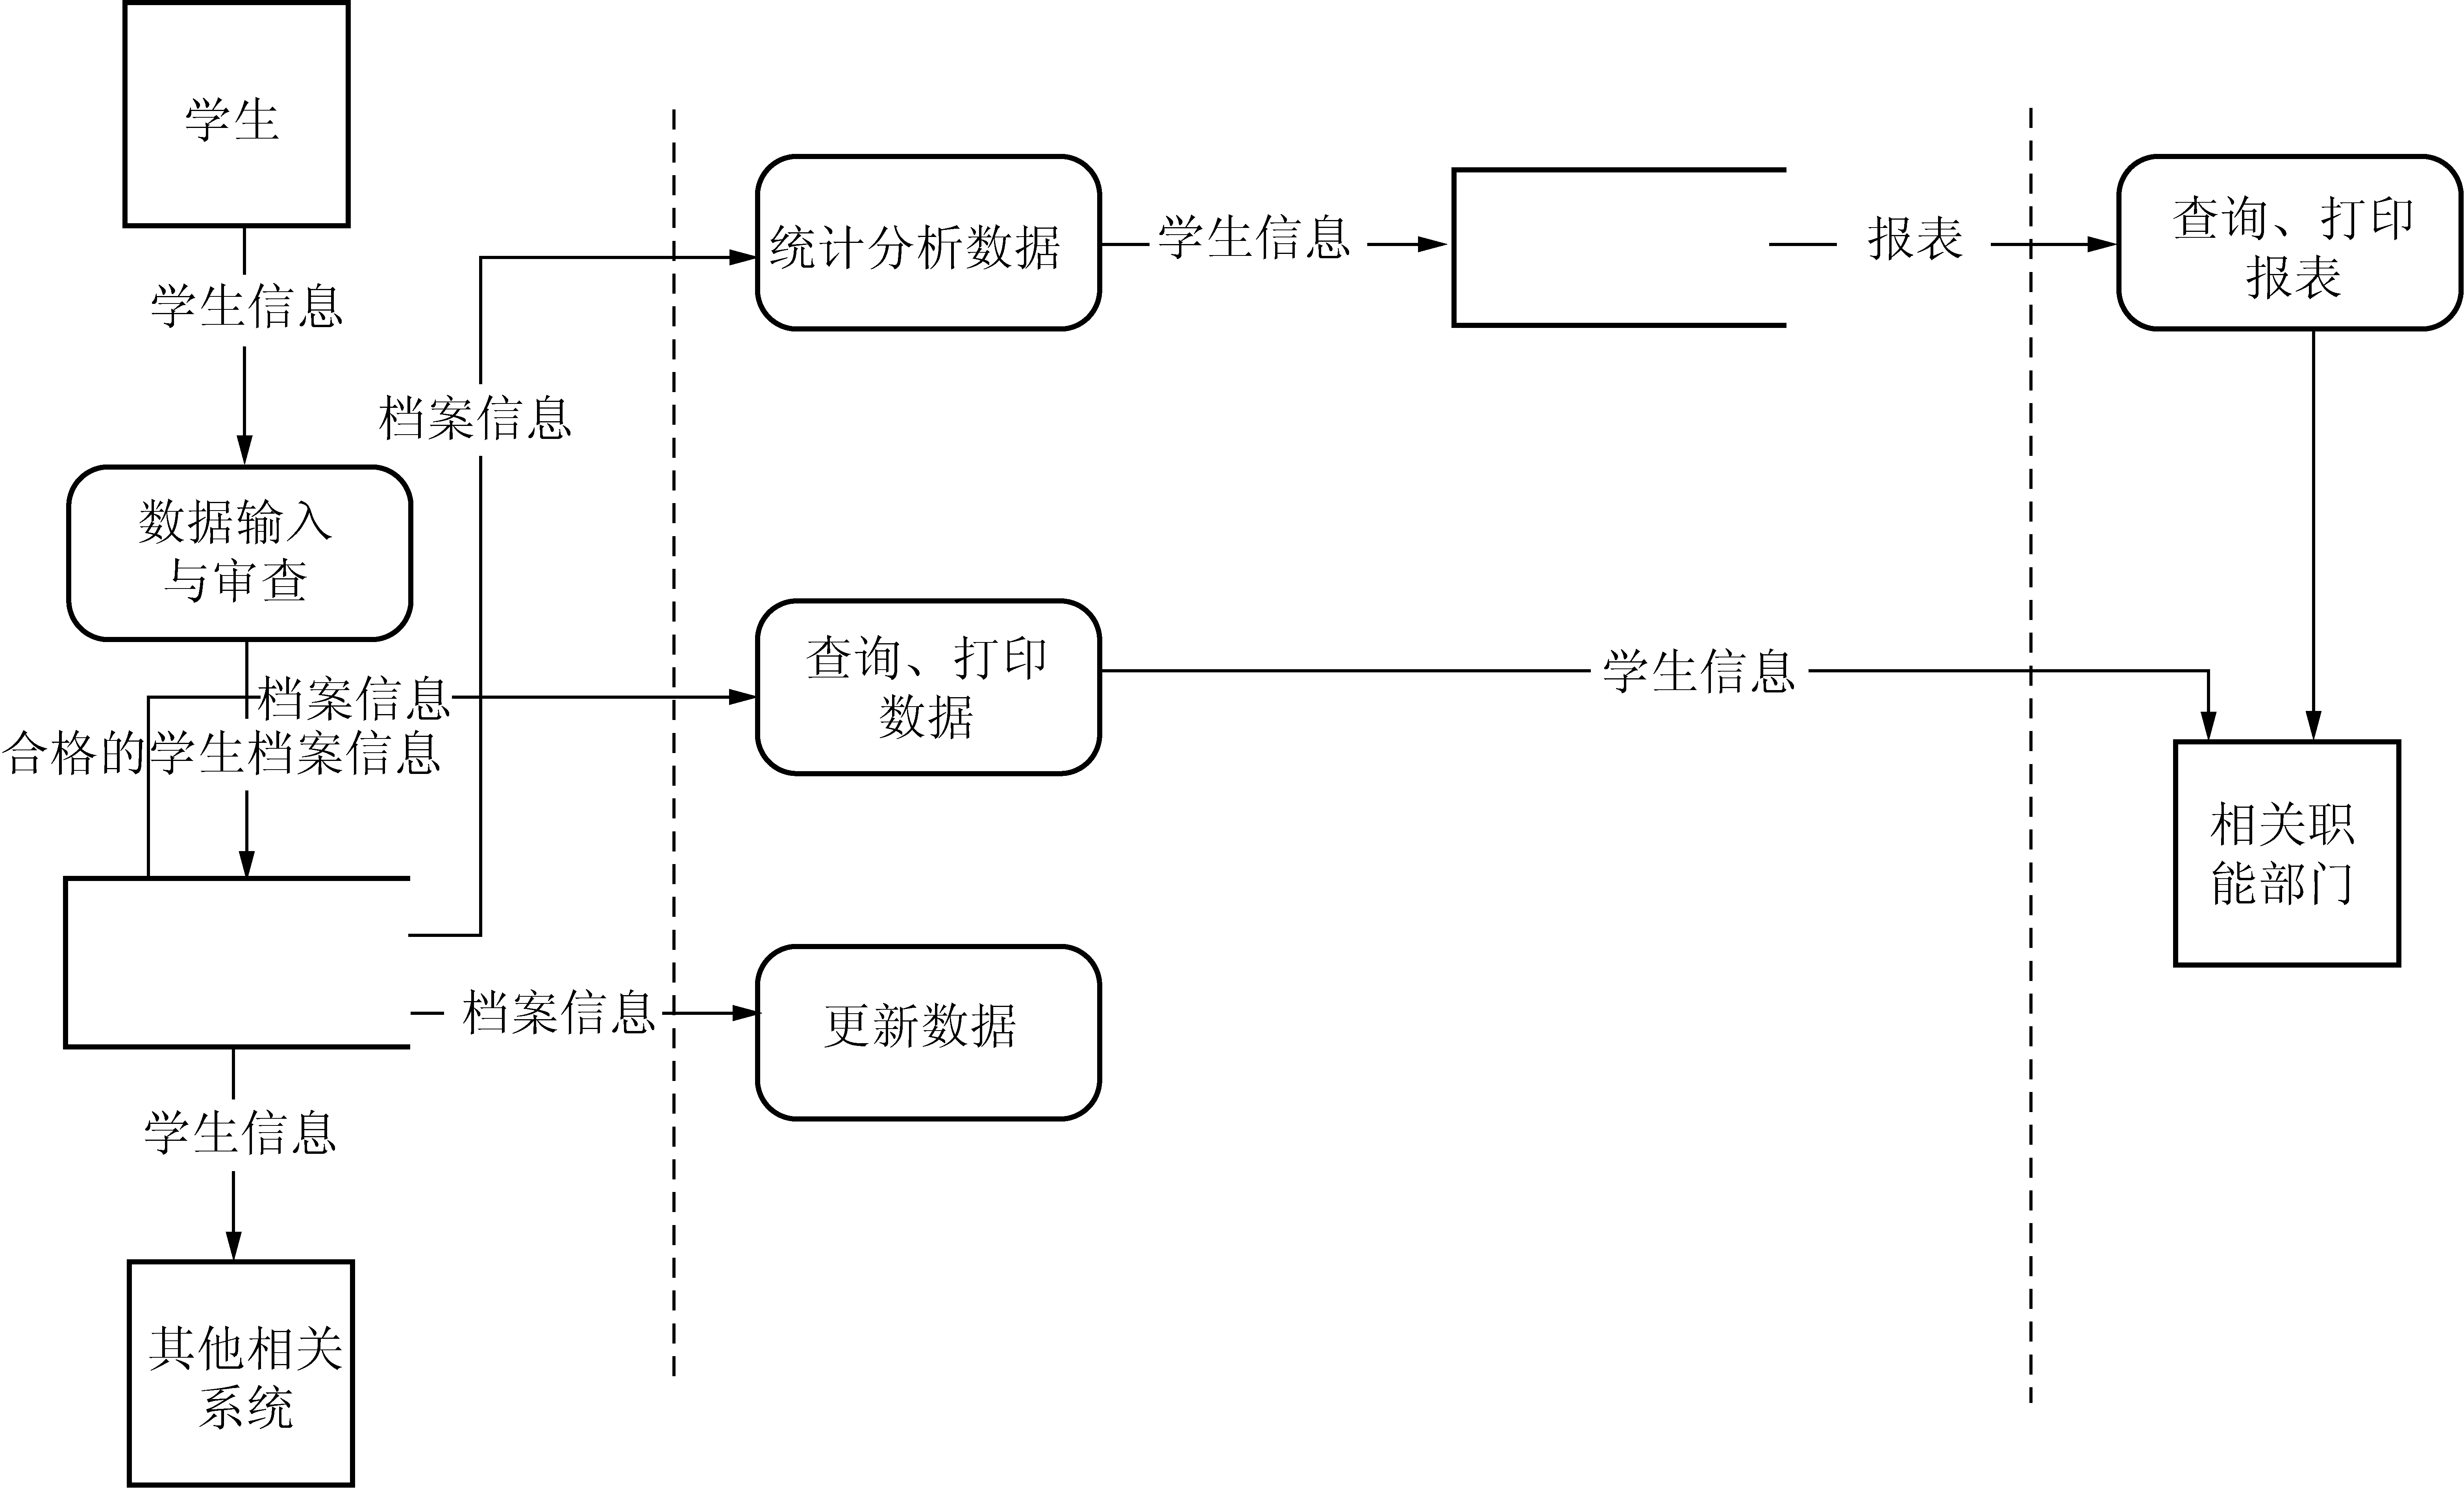 学生
学生信息
数据输入
与审查
档案信息
合格的学生档案信息
档案信息
档案信息
学生信息
其他相关
系统
统计分析数据
学生信息
报表
查询、打印
报表
查询、打印
数据
学生信息
更新数据
相关职
能部门